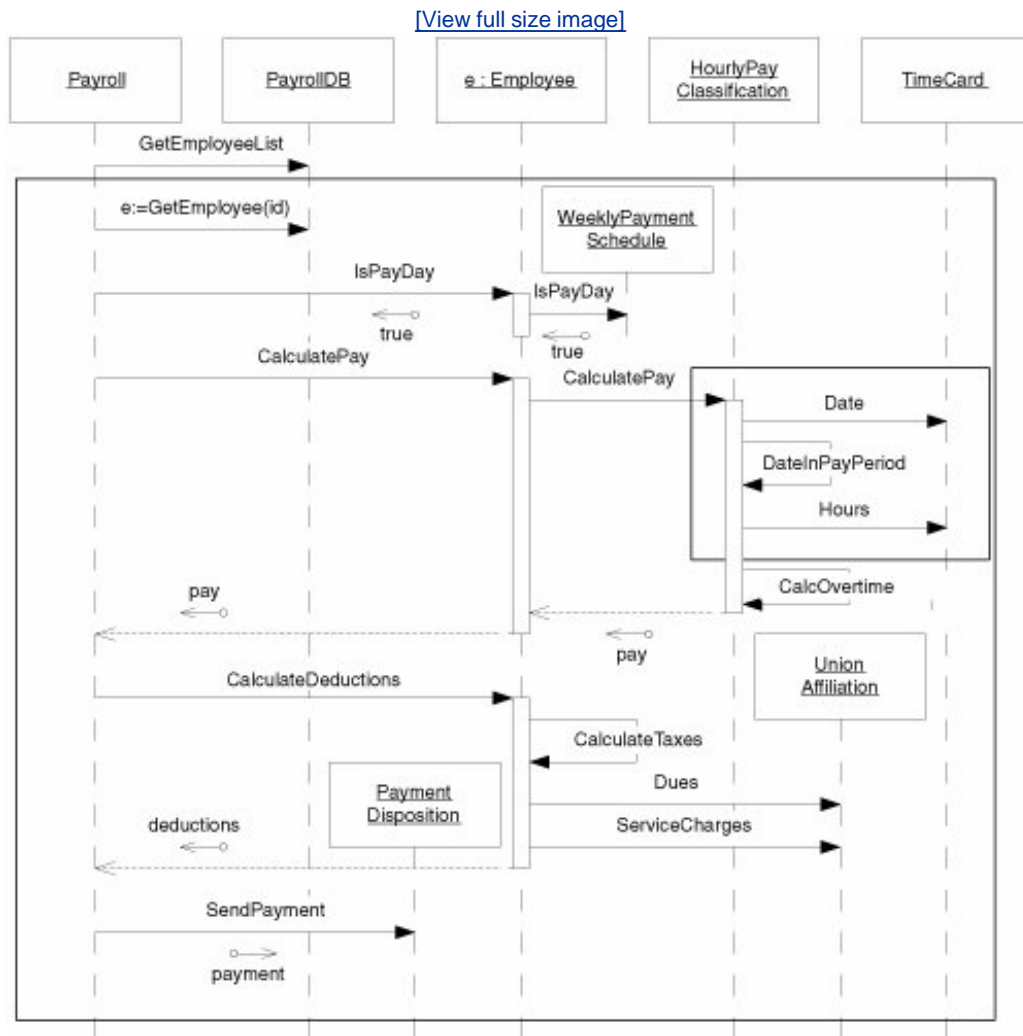 [View full size image]
Payroll
PayrollDB
e : Employee
HourlyPay
Classification
TimeCard
GetEmployeeList
e:=GetEmployee(id)
WeeklyPayment
Schedule
IsPayDay
IsPayDay
true
true
CalculatePay
CalculatePay
Date
DateInPayPeriod
Hours
CalcOvertime
pay
pay
Union
Affiliation
CalculateDeductions
CalculateTaxes
Dues
Payment
Disposition
deductions
ServiceCharges
SendPayment
payment